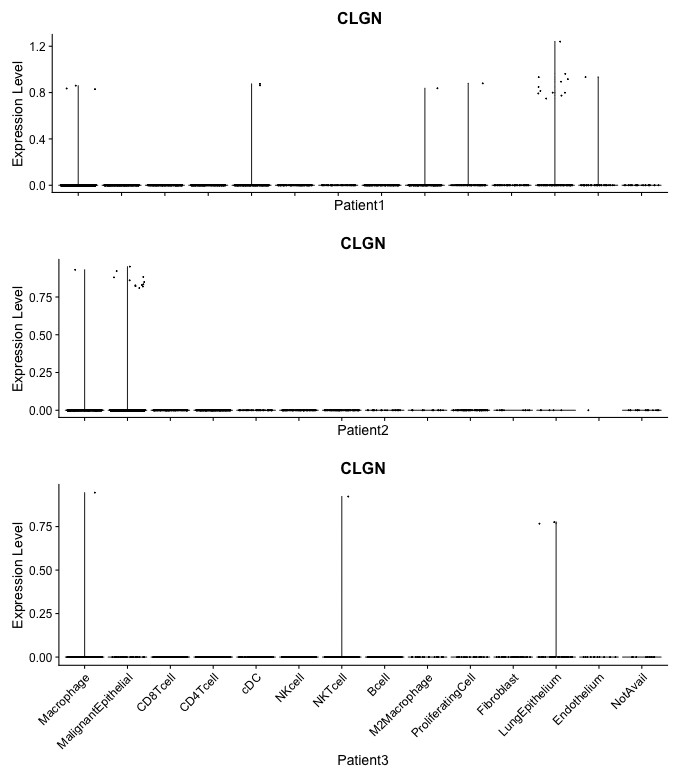 CLGN
Expression Level
1.2
0.8
0.4
0.0
Patient1
CLGN
Expression Level
0.75
0.50
0.25
0.00
Patient2
CLGN
Expression Level
0.75
0.50
0.25
0.00
Macrophage
MalignantEpithelial
CD8Tcell
CD4Tcell
cDC
NKcell
NKTcell
Bcell
M2Macrophage
ProliferatingCell
Fibroblast
LungEpithelium
Endothelium
NotAvail
Patient3